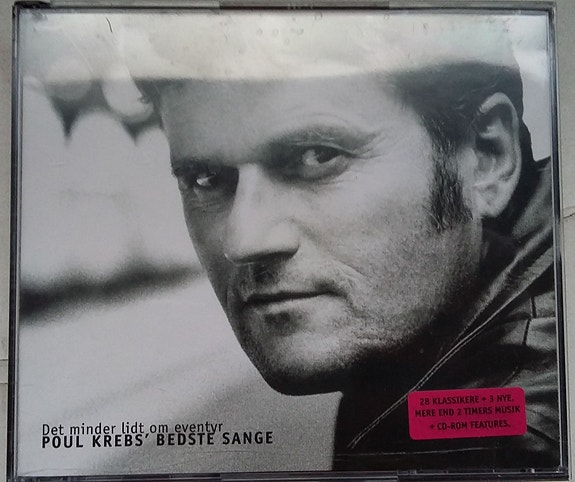 Det minder lidt om eventyr
POUL KREBS' BEDSTE SANGE
28 KLASSIKERE + 3 NYE.
MERE END 2 TIMERS MUSIK
+ CD-ROM FEATURES.